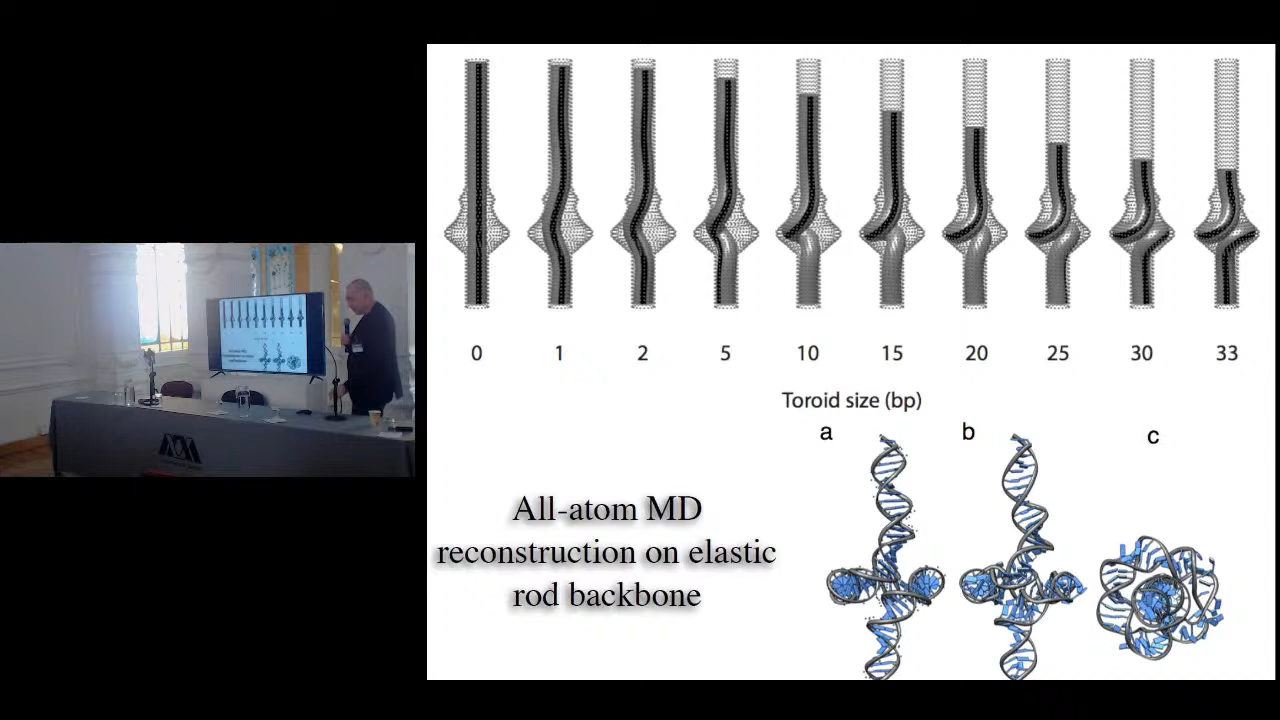 0 1 2 5 10 15 20 25 30 33
Toroid size (bp)
a b c
All-atom MD
reconstruction on elastic
rod backbone